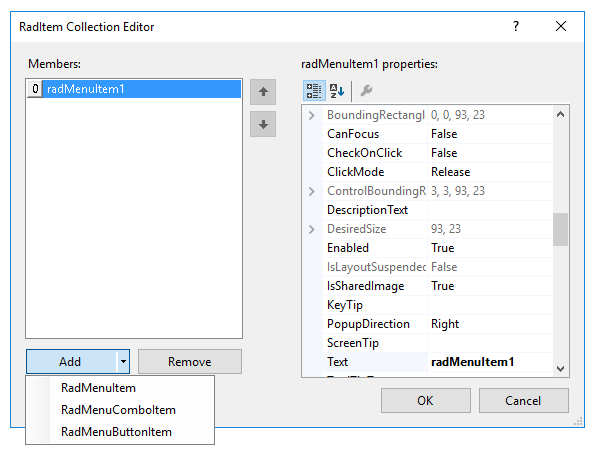 RadItem Collection Editor
Members:
0 radMenuItem1
Add
Remove
RadMenuItem
RadMenuComboItem
RadMenuButtonItem
radMenuItem1 properties:
BoundingRectangl 0, 0, 93, 23
CanFocus False
CheckOnClick False
ClickMode Release
ControlBoundingR 3, 3, 93, 23
DescriptionText
DesiredSize 93, 23
Enabled True
IsLayoutSuspended False
IsSharedImage True
KeyTip
PopupDirection Right
ScreenTip
Text radMenuItem1
OK
Cancel